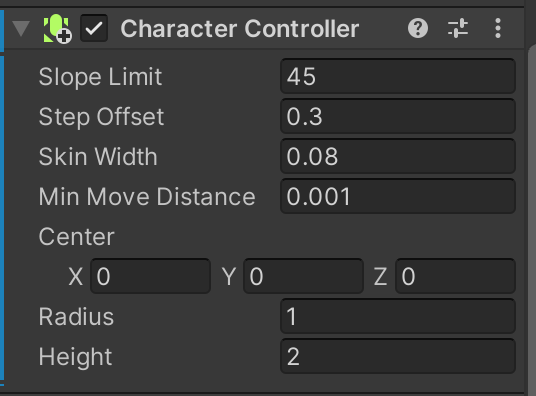 Character Controller
Slope Limit 45
Step Offset 0.3
Skin Width 0.08
Min Move Distance 0.001
Center
X 0 Y 0 Z 0
Radius 1
Height 2